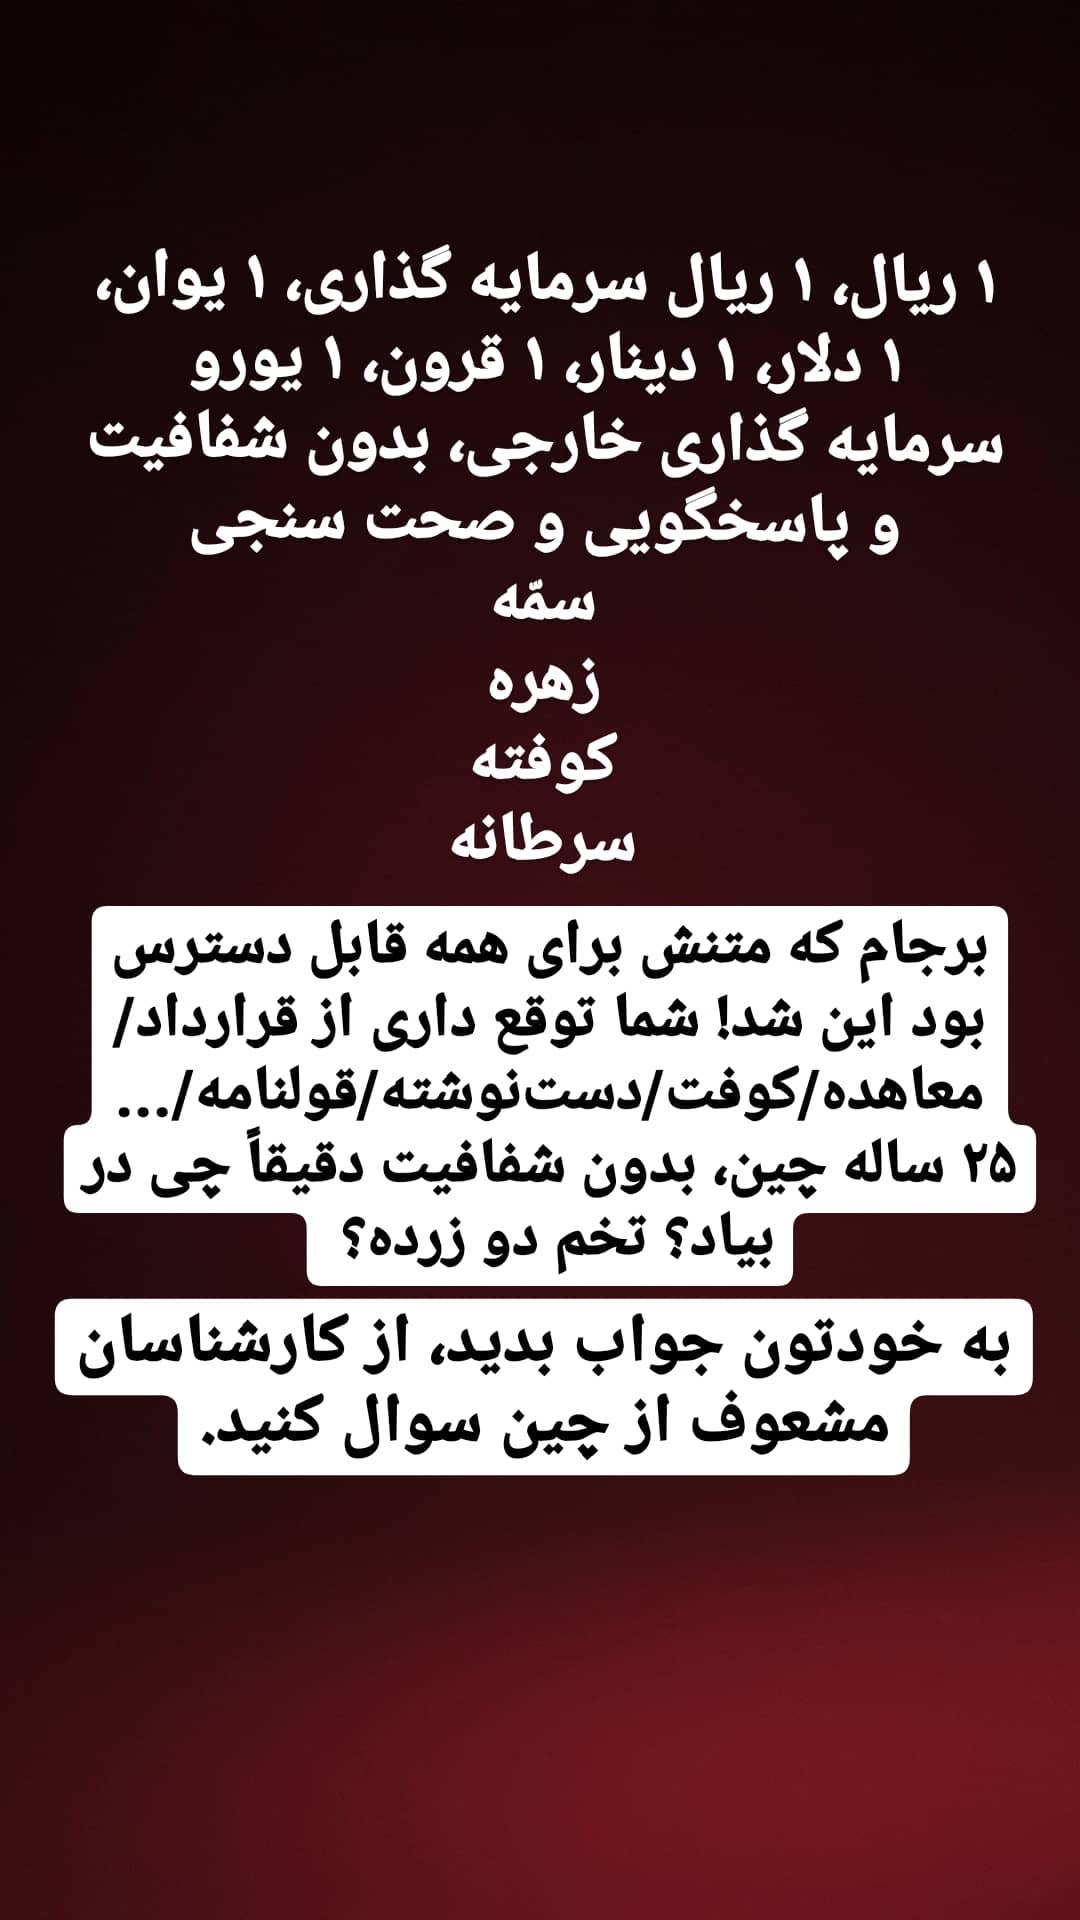 ۱ ریال، ۱ ریال سرمایه گذاری، ۱ یوان،
۱ دلار، ۱ دینار، ۱ قرون، ۱ یورو
سرمایه گذاری خارجی، بدون شفافیت
و پاسخگویی و صحت سنجی
سمّه
زهره
کوفته
سرطانه
برجام که متنش برای همه قابل دسترس
بود این شد! شما توقع داری از قرارداد/
معاهده/کوفت/دست‌نوشته/قولنامه/...
۲۵ ساله چین، بدون شفافیت دقیقاً چی در
بیاد؟ تخم دو زرده؟
به خودتون جواب بدید، از کارشناسان
مشعوف از چین سوال کنید.